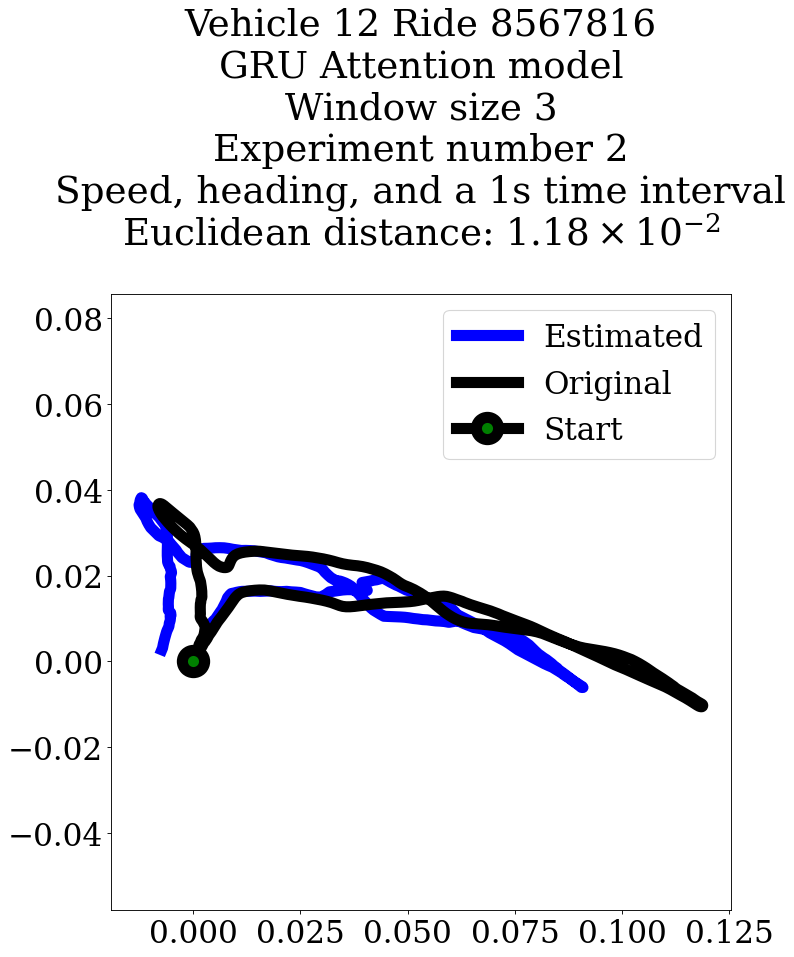 Vehicle 12 Ride 8567816
GRU Attention model
Window size 3
Experiment number 2
Speed, heading, and a 1s time interval
Euclidean distance: 1.18 × 10⁻²
Estimated
Original
Start
0.08
0.06
0.04
0.02
0.00
−0.02
−0.04
0.000 0.025 0.050 0.075 0.100 0.125